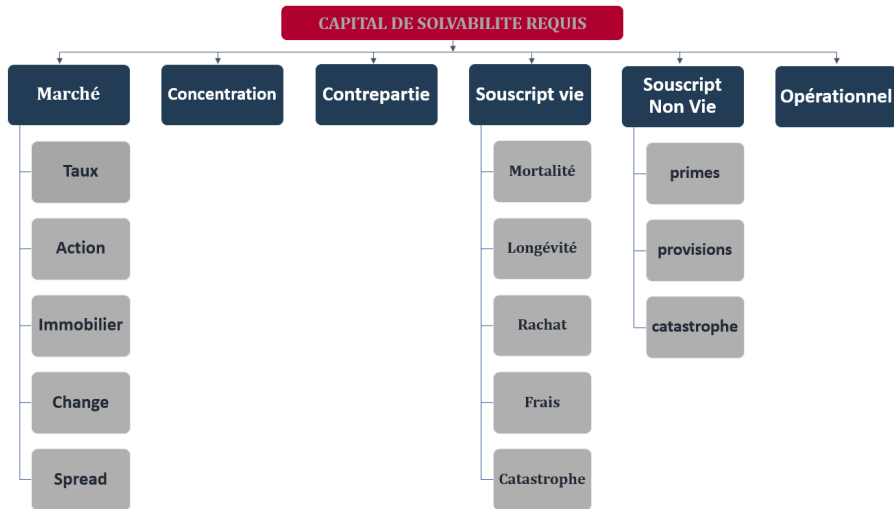 CAPITAL DE SOLVABILITE REQUIS
Marché
Concentration
Contrepartie
Souscript vie
Souscript
Non Vie
Opérationnel
Taux
Action
Immobilier
Change
Spread
Mortalité
Longévité
Rachat
Frais
Catastrophe
primes
provisions
catastrophe